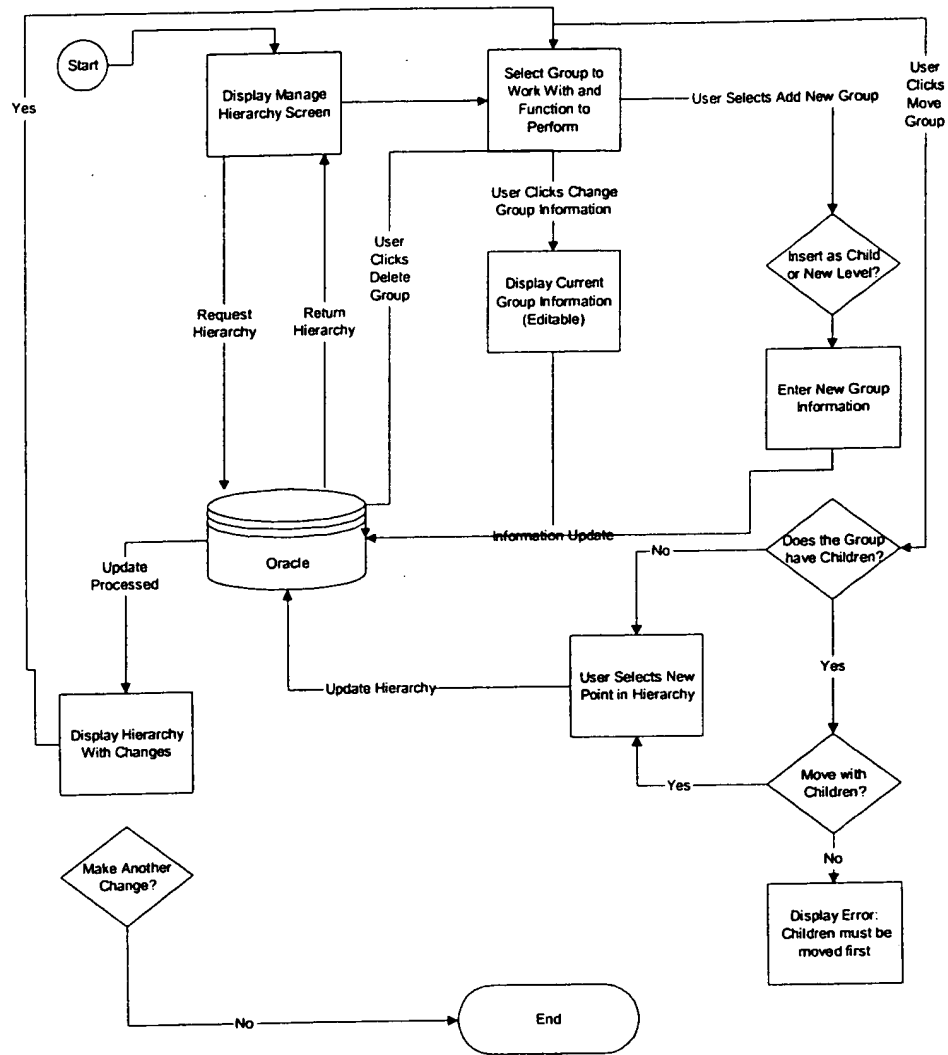 Start
Yes
Display Manage
Hierarchy Screen
Select Group to
Work With and
Function to
Perform
User Selects Add New Group
User
Clicks
Move
Group
User Clicks Change
Group Information
User
Clicks
Delete
Group
Insert as Child
or New Level?
Display Current
Group Information
(Editable)
Request
Hierarchy
Return
Hierarchy
Enter New Group
Information
Oracle
Information Update
No
Does the Group
have Children?
Update
Processed
Yes
Update Hierarchy
User Selects New
Point in Hierarchy
Display Hierarchy
With Changes
Yes
Move with
Children?
No
Make Another
Change?
Display Error:
Children must be
moved first
No
End